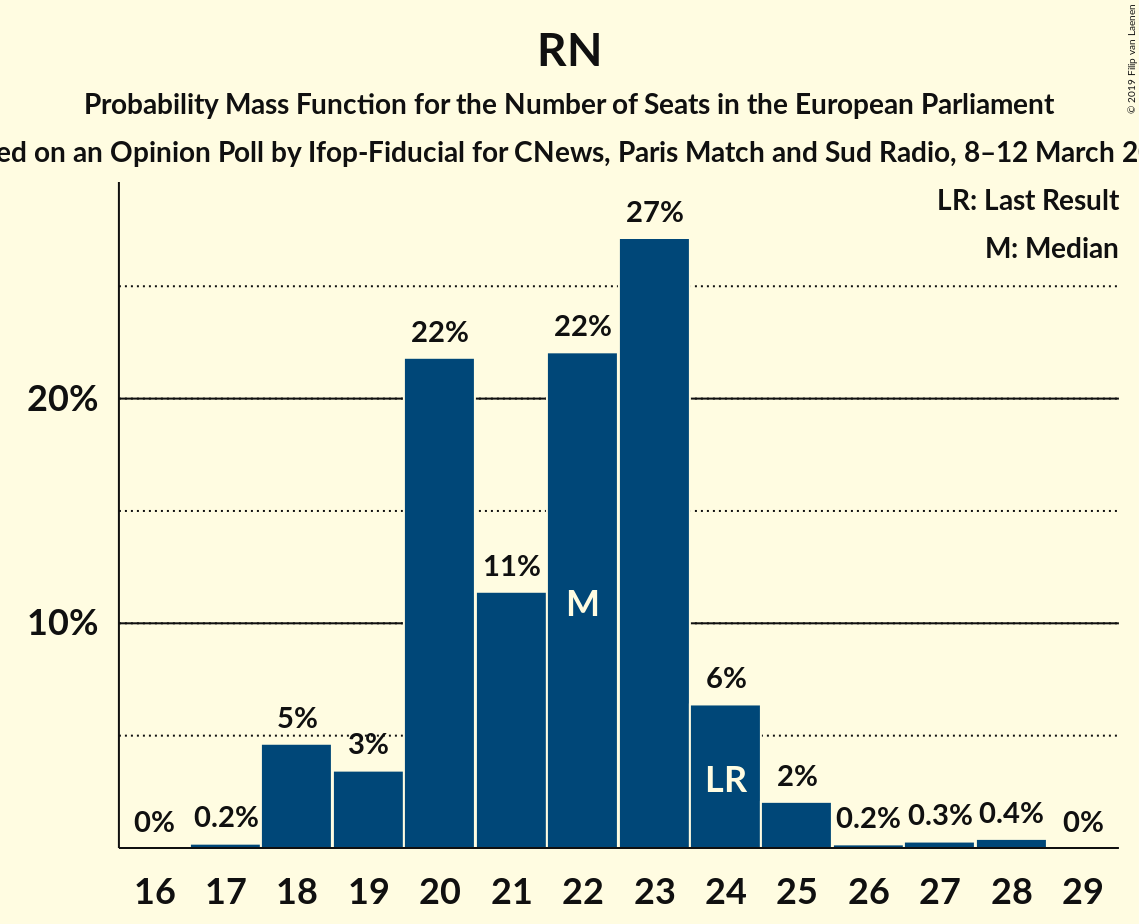 © 2019 Filip van Laenen
RN
Probability Mass Function for the Number of Seats in the European Parliament
on an Opinion Poll by Ifop-Fiducial for CNews, Paris Match and Sud Radio, 8–12 March
LR: Last Result
M: Median
27%
22%
22%
20%
11%
M
10%
6%
5%
3%
LR
2%
0%
0.2%
0.2%
0.3%
0.4%
0%
16 17 18 19 20 21 22 23 24 25 26 27 28 29